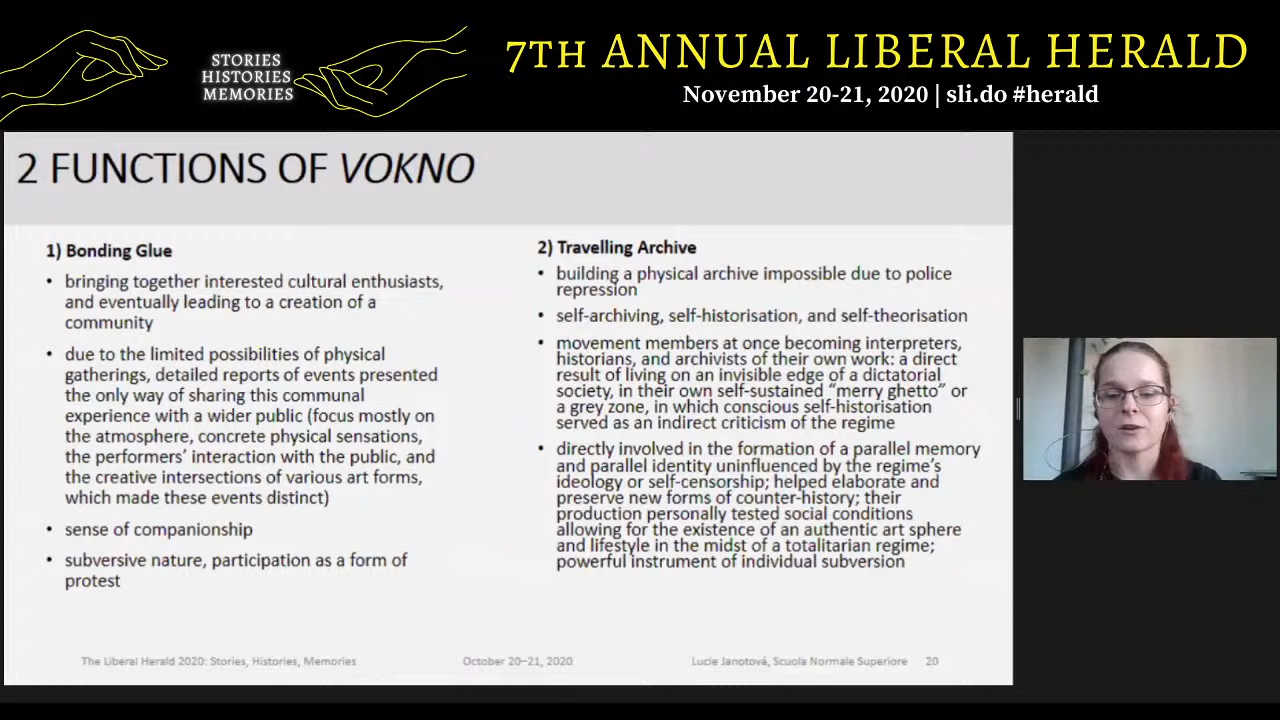 STORIES
HISTORIES
MEMORIES
7TH ANNUAL LIBERAL HERALD
November 20-21, 2020 | sli.do #herald
2 FUNCTIONS OF VOKNO
1) Bonding Glue
• bringing together interested cultural enthusiasts,
and eventually leading to a creation of a
community
• due to the limited possibilities of physical
gatherings, detailed reports of events presented
the only way of sharing this communal
experience with a wider public (focus mostly on
the atmosphere, concrete physical sensations,
the performers' interaction with the public, and
the creative intersections of various art forms,
which made these events distinct)
• sense of companionship
• subversive nature, participation as a form of
protest
2) Travelling Archive
• building a physical archive impossible due to police
repression
• self-archiving, self-historisation, and self-theorisation
• movement members at once becoming interpreters,
historians, and archivists of their own work: a direct
result of living on an invisible edge of a dictatorial
society, in their own self-sustained “merry ghetto” or
a grey zone, in which conscious self-historisation
served as an indirect criticism of the regime
• directly involved in the formation of a parallel memory
and parallel identity uninfluenced by the regime's
ideology or self-censorship; helped elaborate and
preserve new forms of counter-history; their
production personally tested social conditions
allowing for the existence of an authentic art sphere
and lifestyle in the midst of a totalitarian regime;
powerful instrument of individual subversion
The Liberal Herald 2020: Stories, Histories, Memories
October 20–21, 2020
Lucie Janotová, Scuola Normale Superiore 20